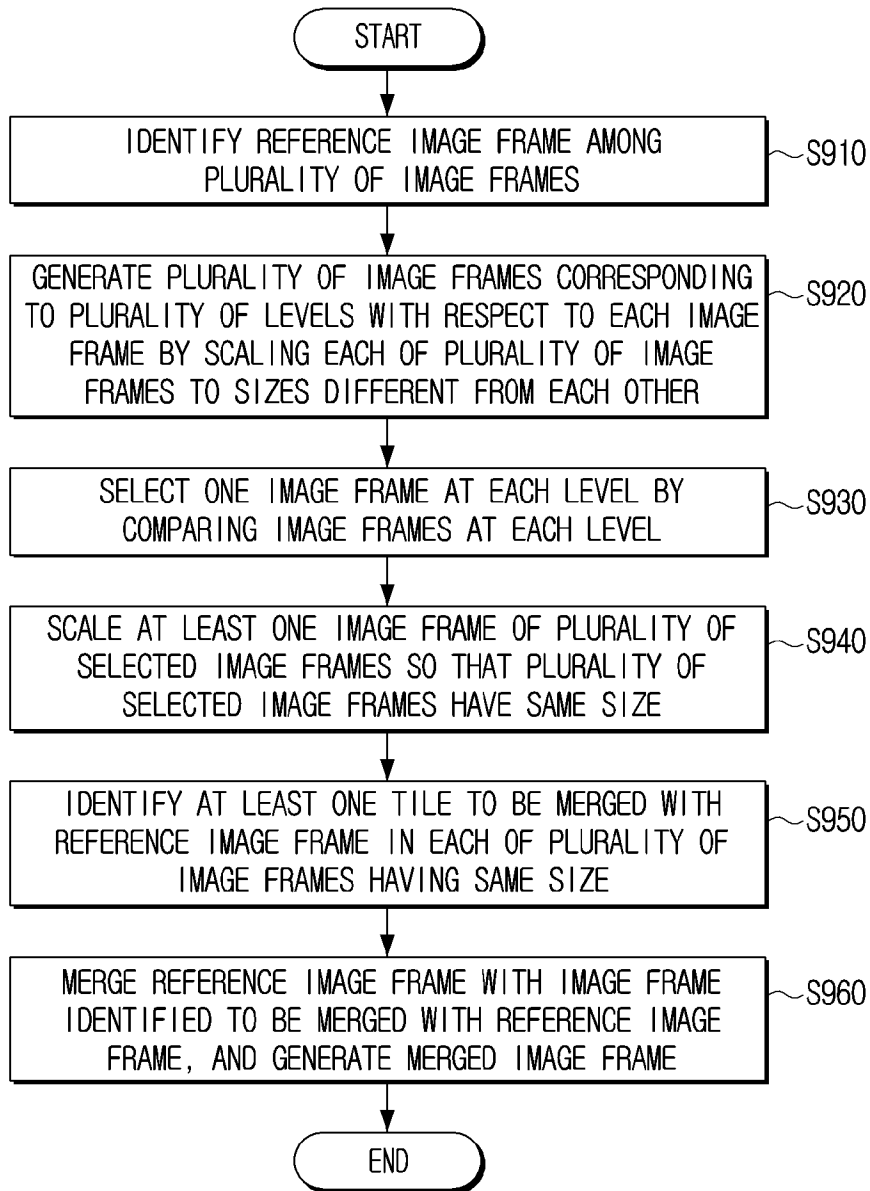 START
IDENTIFY REFERENCE IMAGE FRAME AMONG
PLURALITY OF IMAGE FRAMES
S910
GENERATE PLURALITY OF IMAGE FRAMES CORRESPONDING
TO PLURALITY OF LEVELS WITH RESPECT TO EACH IMAGE
FRAME BY SCALING EACH OF PLURALITY OF IMAGE
FRAMES TO SIZES DIFFERENT FROM EACH OTHER
S920
SELECT ONE IMAGE FRAME AT EACH LEVEL BY
COMPARING IMAGE FRAMES AT EACH LEVEL
S930
SCALE AT LEAST ONE IMAGE FRAME OF PLURALITY OF
SELECTED IMAGE FRAMES SO THAT PLURALITY OF
SELECTED IMAGE FRAMES HAVE SAME SIZE
S940
IDENTIFY AT LEAST ONE TILE TO BE MERGED WITH
REFERENCE IMAGE FRAME IN EACH OF PLURALITY OF
IMAGE FRAMES HAVING SAME SIZE
S950
MERGE REFERENCE IMAGE FRAME WITH IMAGE FRAME
IDENTIFIED TO BE MERGED WITH REFERENCE IMAGE
FRAME, AND GENERATE MERGED IMAGE FRAME
S960
END